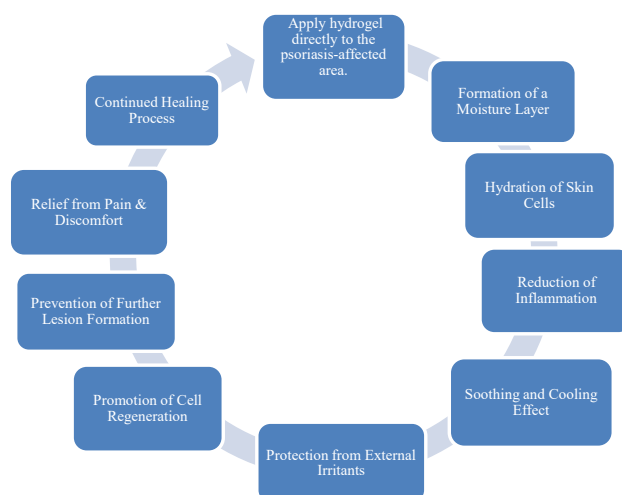 Apply hydrogel
directly to the
psoriasis-affected
area.
Formation of a
Moisture Layer
Hydration of Skin
Cells
Reduction of
Inflammation
Soothing and Cooling
Effect
Protection from External
Irritants
Promotion of Cell
Regeneration
Prevention of Further
Lesion Formation
Relief from Pain &
Discomfort
Continued Healing
Process